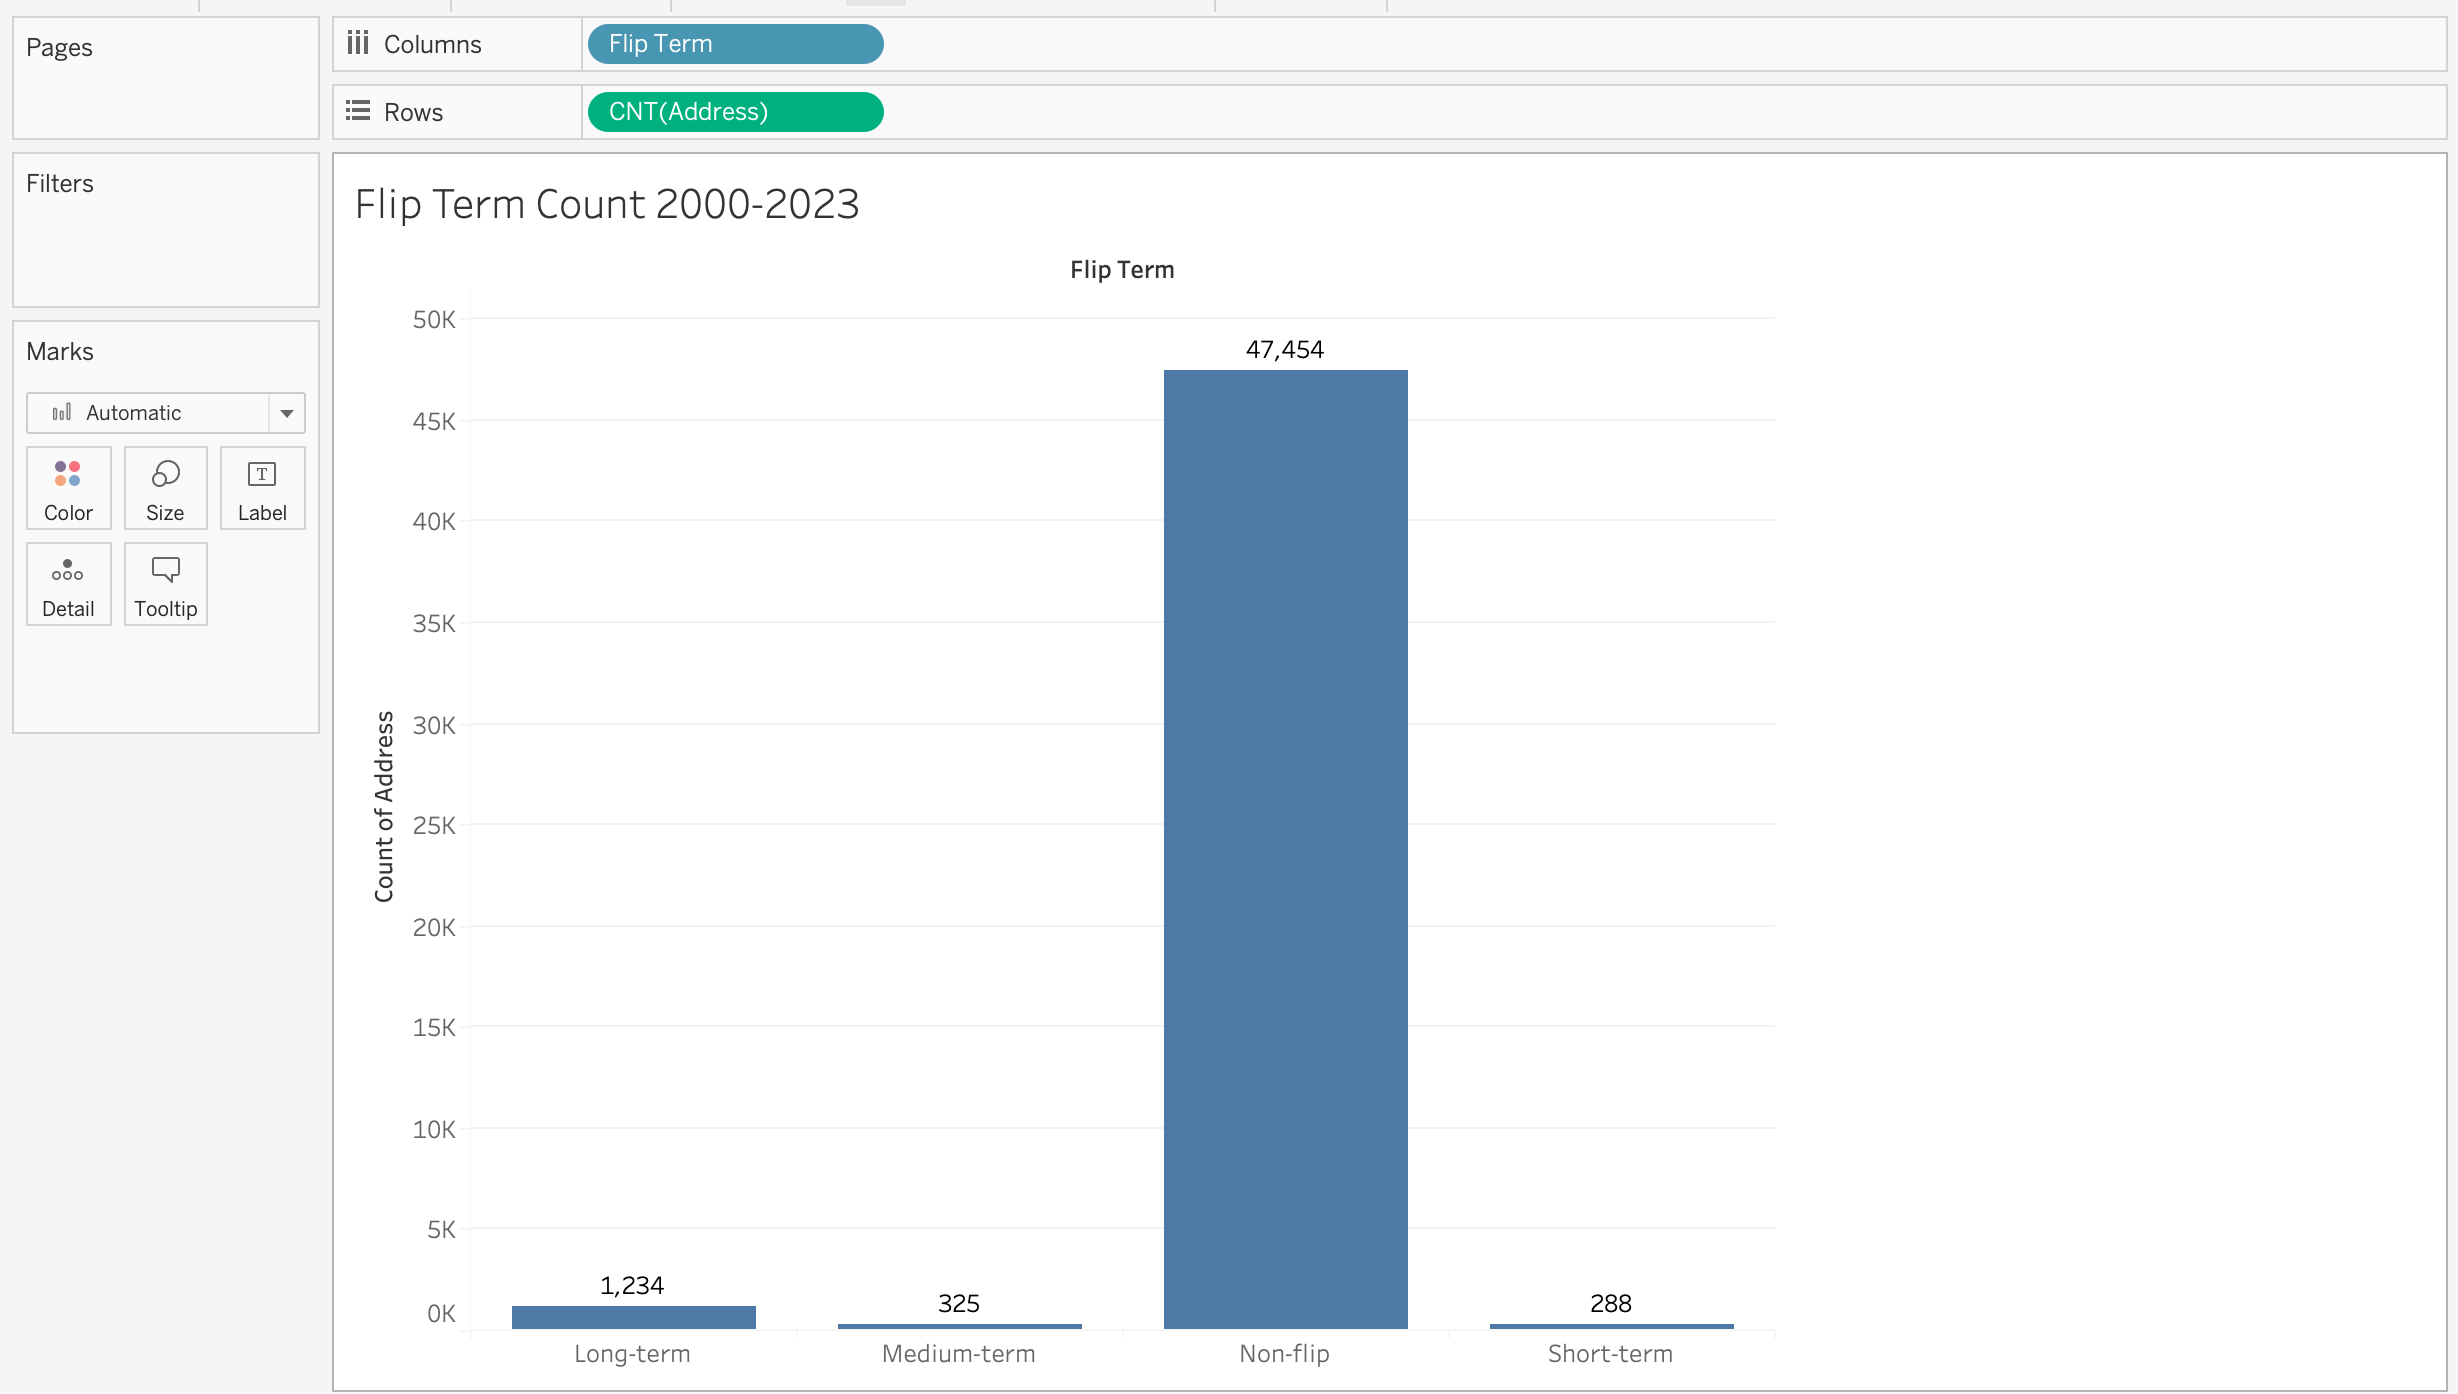 Pages
Columns
Flip Term
Rows
CNT(Address)
Filters
Marks
Automatic
Color
Size
T
Label
Detail
Tooltip
Flip Term Count 2000-2023
Flip Term
Count of Address
50K
45K
40K
35K
30K
25K
20K
15K
10K
5K
0K
1,234
325
47,454
288
Long-term
Medium-term
Non-flip
Short-term